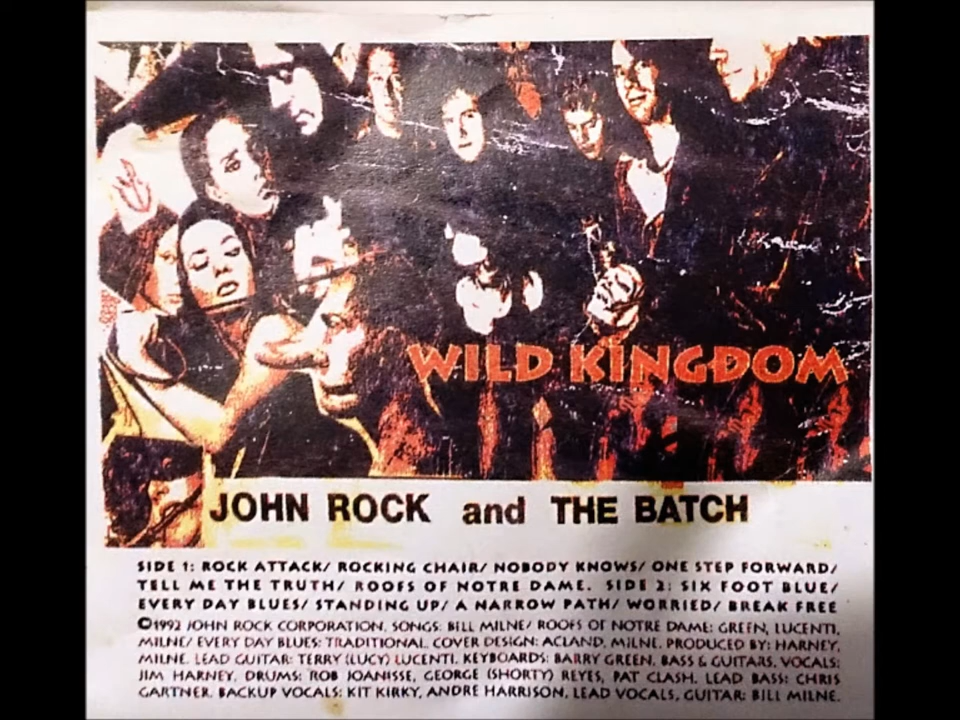 WILD KINGDOM
JOHN ROCK and THE BATCH
SIDE 1: ROCK ATTACK/ ROCKING CHAIR/ NOBODY KNOWS/ ONE STEP FORWARD/
TELL ME THE TRUTH/ ROOFS OF NOTRE DAME. SIDE 2: SIX FOOT BLUE/
EVERY DAY BLUES/ STANDING UP/ A NARROW PATH/ WORRIED/ BREAK FREE
©1992 JOHN ROCK CORPORATION, SONGS: BILL MILNE/ ROOFS OF NOTRE DAME: GREEN, LUCENTI,
MILNE/ EVERY DAY BLUES: TRADITIONAL. COVER DESIGN: ACLAND, MILNE. PRODUCED BY: HARNEY,
MILNE. LEAD GUITAR: TERRY (LUCY) LUCENTI. KEYBOARDS: BARRY GREEN. BASS & GUITARS, VOCALS:
JIM HARNEY, DRUMS: ROB JOANISSE, GEORGE (SHORTY) REYES, PAT CLASH. LEAD BASS: CHRIS
GARTNER. BACKUP VOCALS: KIT KIRKY, ANDRE HARRISON, LEAD VOCALS, GUITAR: BILL MILNE.